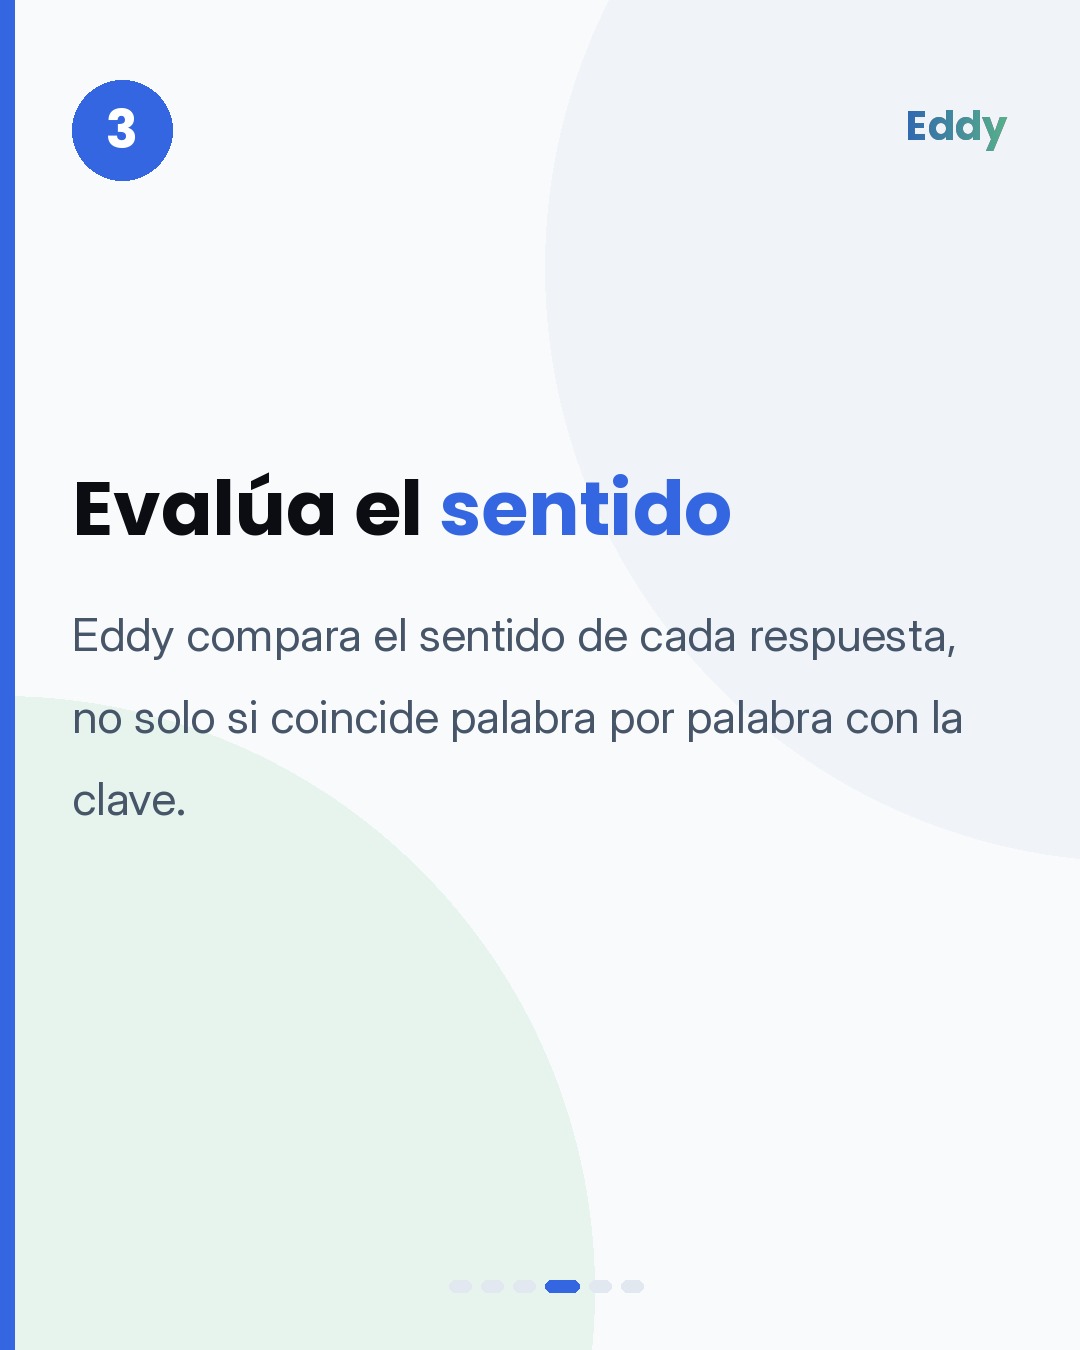 3
Eddy
Evalúa el sentido
Eddy compara el sentido de cada respuesta,
no solo si coincide palabra por palabra con la
clave.